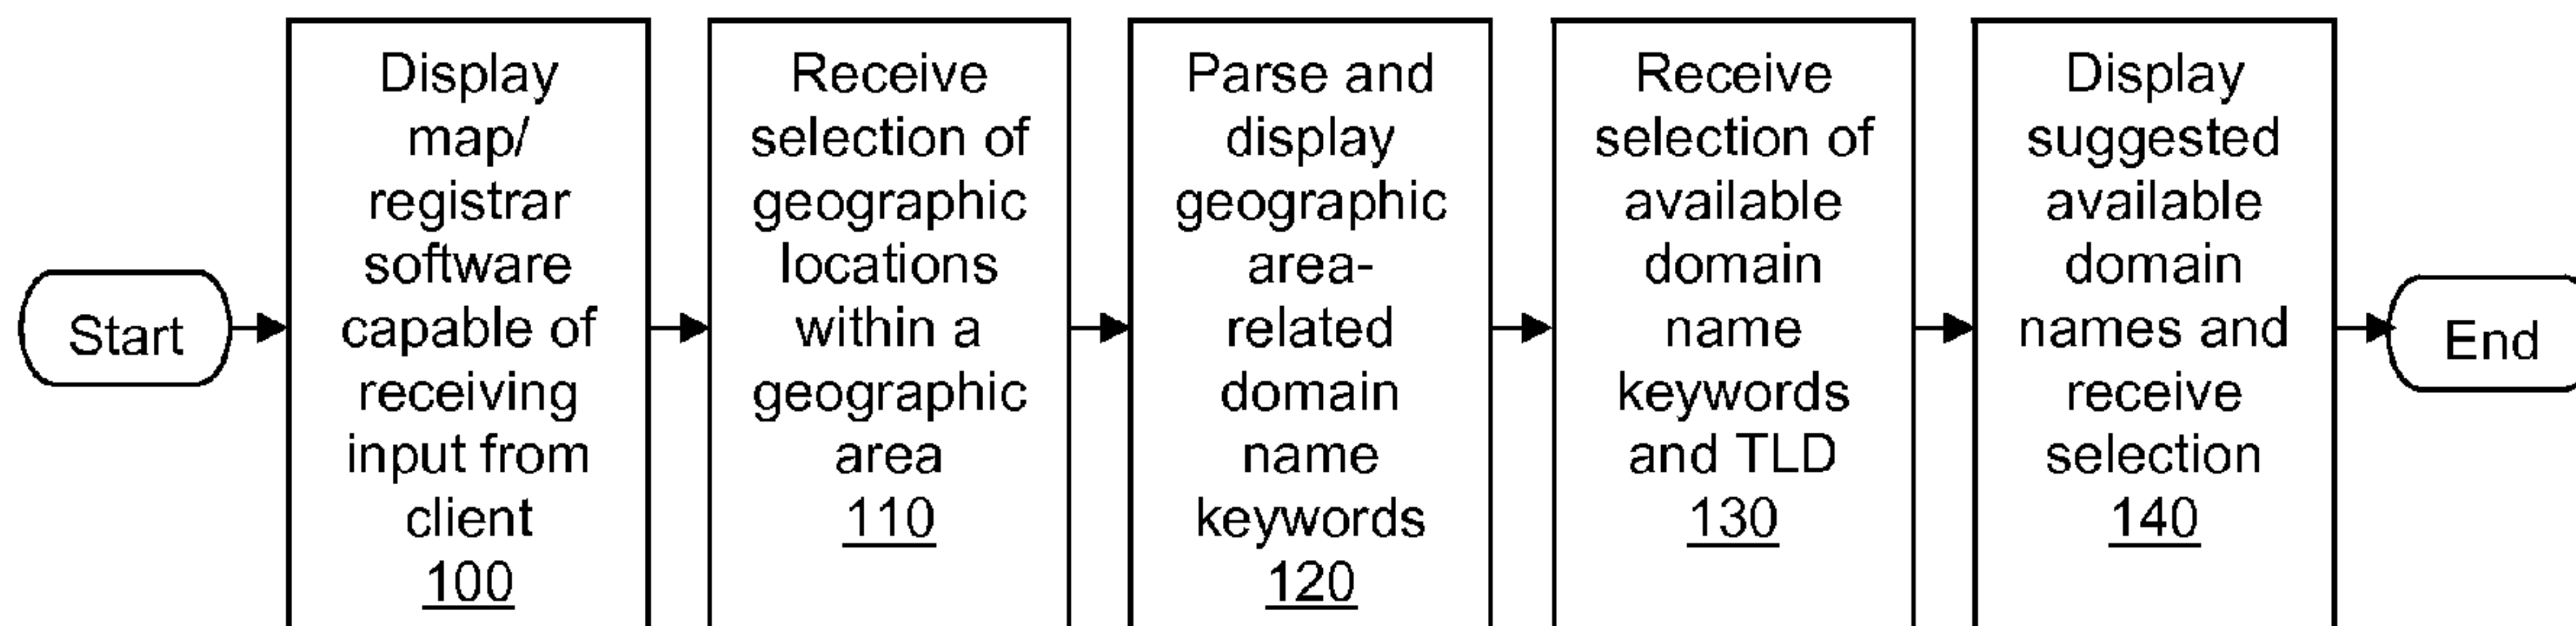 Start
Display
map/
registrar
software
capable of
receiving
input from
client
100
Receive
selection of
geographic
locations
within a
geographic
area
110
Parse and
display
geographic
area-
related
domain
name
keywords
120
Receive
selection of
available
domain
name
keywords
and TLD
130
Display
suggested
available
domain
names and
receive
selection
140
End